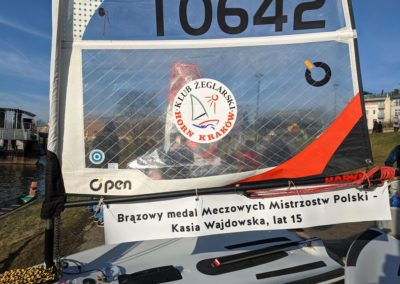 10642
KLUB ŻEGLARSKI
HORN KRAKÓW
Open
Brązowy medal Meczowych Mistrzostw Polski -
Kasia Wajdowska, lat 15